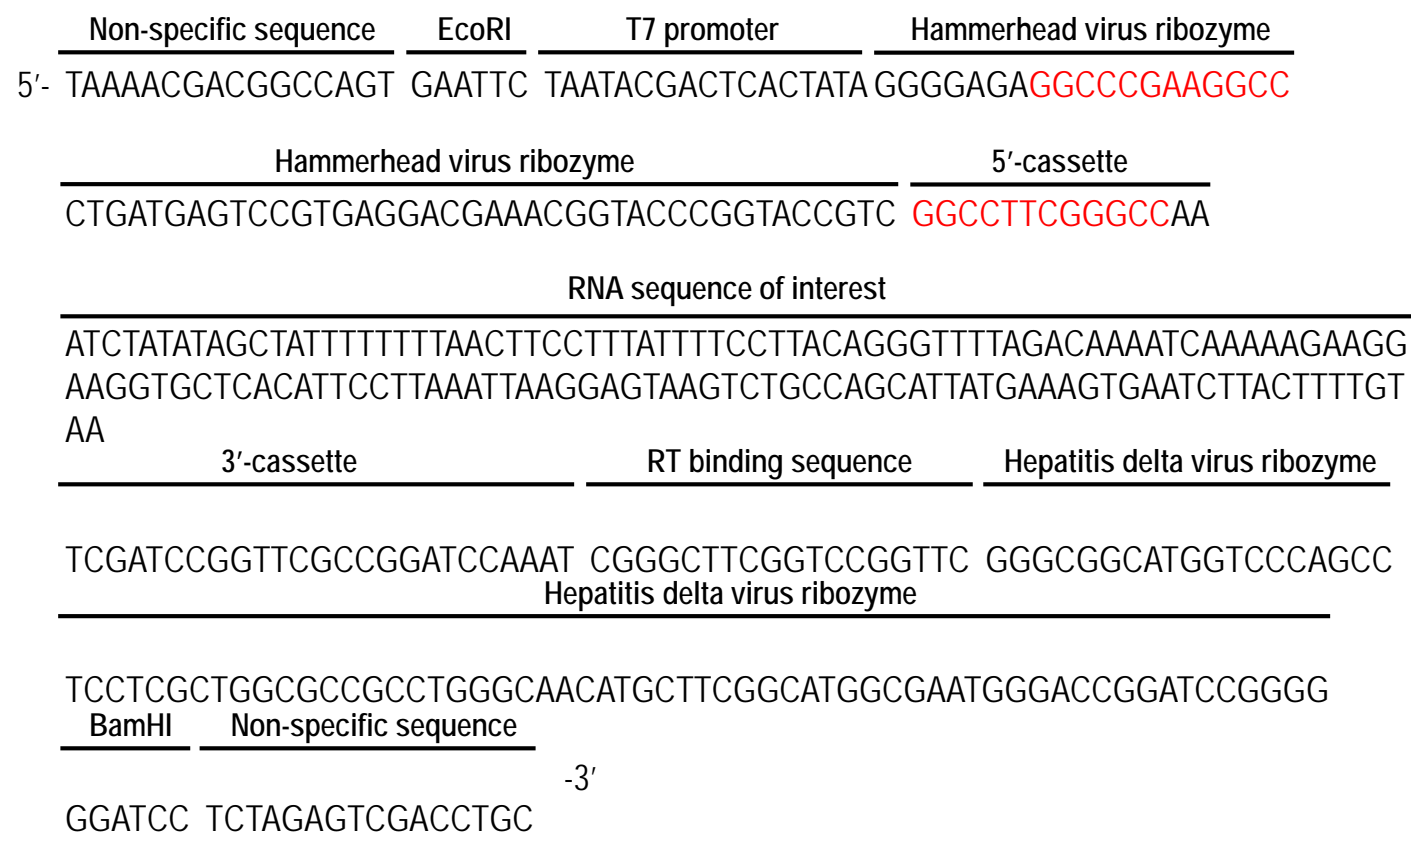 Non-specific sequence EcoRI T7 promoter Hammerhead virus ribozyme
5′- TAAAACGACGGCCAGT GAATTC TAATACGACTCACTATA GGGGAGAGGCCCGAAGGCC
Hammerhead virus ribozyme 5′-cassette
CTGATGAGTCCGTGAGGACGAAACGGTACCCGGTACCGTC GGCCTTCGGGCCAA
RNA sequence of interest
ATCTATATAGCTATTTTTTTTAACTTCCTTTATTTTCCTTACAGGGTTTTAGACAAAATCAAAAAGAAGG
AAGGTGCTCACATTCCTTAAATTAAGGAGTAAGTCTGCCAGCATTATGAAAGTGAATCTTACTTTTGT
AA
3′-cassette RT binding sequence Hepatitis delta virus ribozyme
TCGATCCGGTTCGCCGGATCCAAAT CGGGCTTCGGTCCGGTTC GGGCGGCATGGTCCCAGCC
Hepatitis delta virus ribozyme
TCCTCGCTGGCGCCGCCTGGGCAACATGCTTCGGCATGGCGAATGGGACCGGATCCGGGG
BamHI Non-specific sequence
-3′
GGATCC TCTAGAGTCGACCTGC